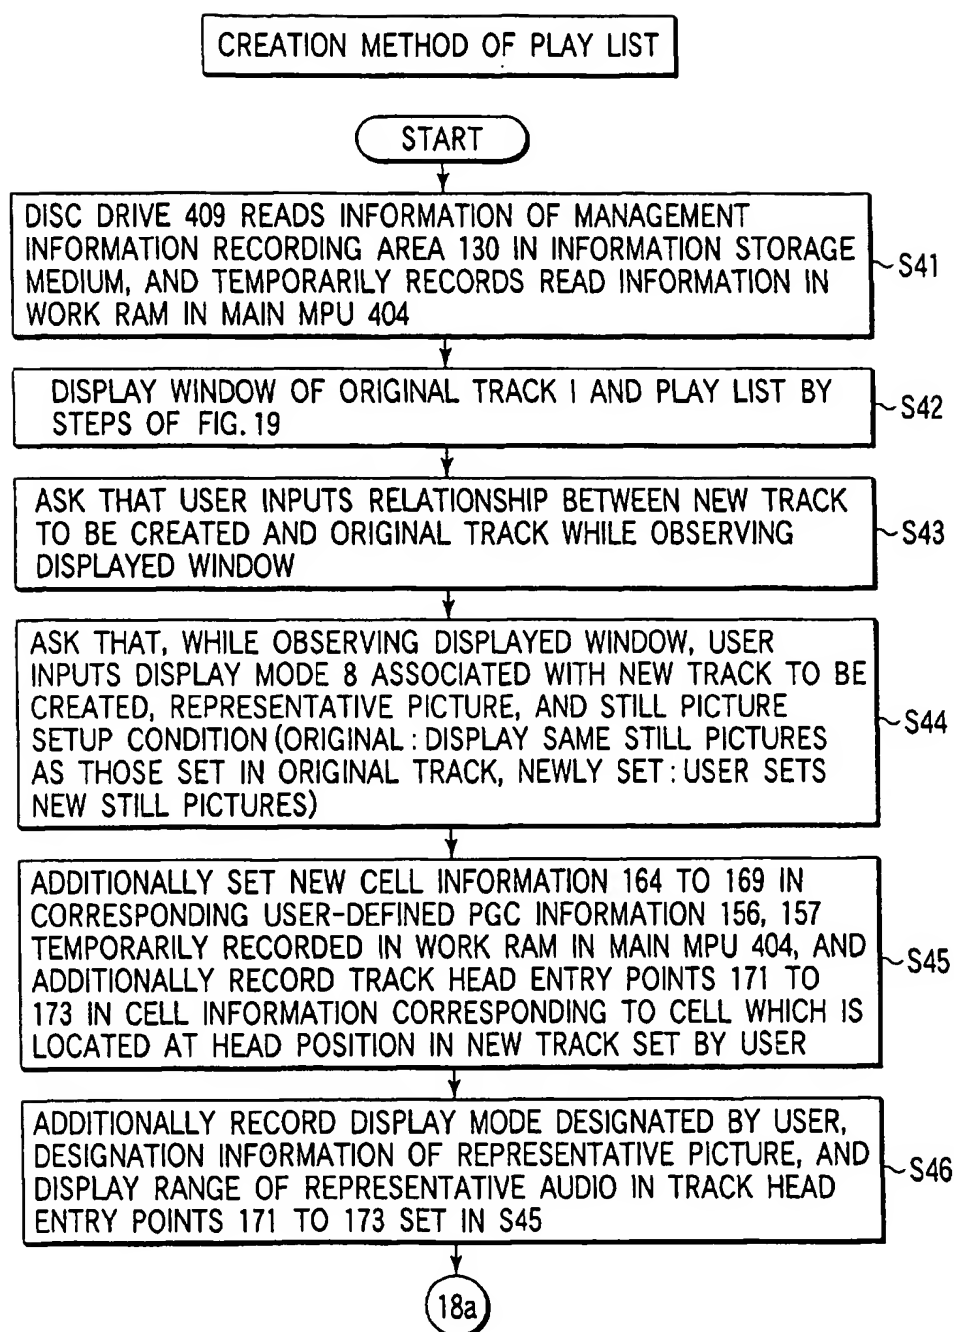 CREATION METHOD OF PLAY LIST
START
DISC DRIVE 409 READS INFORMATION OF MANAGEMENT
INFORMATION RECORDING AREA 130 IN INFORMATION STORAGE
MEDIUM, AND TEMPORARILY RECORDS READ INFORMATION IN
WORK RAM IN MAIN MPU 404
S41
DISPLAY WINDOW OF ORIGINAL TRACK 1 AND PLAY LIST BY
STEPS OF FIG. 19
S42
ASK THAT USER INPUTS RELATIONSHIP BETWEEN NEW TRACK
TO BE CREATED AND ORIGINAL TRACK WHILE OBSERVING
DISPLAYED WINDOW
S43
ASK THAT, WHILE OBSERVING DISPLAYED WINDOW, USER
INPUTS DISPLAY MODE 8 ASSOCIATED WITH NEW TRACK TO BE
CREATED, REPRESENTATIVE PICTURE, AND STILL PICTURE
SETUP CONDITION (ORIGINAL : DISPLAY SAME STILL PICTURES
AS THOSE SET IN ORIGINAL TRACK, NEWLY SET : USER SETS
NEW STILL PICTURES)
S44
ADDITIONALLY SET NEW CELL INFORMATION 164 TO 169 IN
CORRESPONDING USER-DEFINED PGC INFORMATION 156, 157
TEMPORARILY RECORDED IN WORK RAM IN MAIN MPU 404, AND
ADDITIONALLY RECORD TRACK HEAD ENTRY POINTS 171 TO
173 IN CELL INFORMATION CORRESPONDING TO CELL WHICH IS
LOCATED AT HEAD POSITION IN NEW TRACK SET BY USER
S45
ADDITIONALLY RECORD DISPLAY MODE DESIGNATED BY USER,
DESIGNATION INFORMATION OF REPRESENTATIVE PICTURE, AND
DISPLAY RANGE OF REPRESENTATIVE AUDIO IN TRACK HEAD
ENTRY POINTS 171 TO 173 SET IN S45
S46
18a